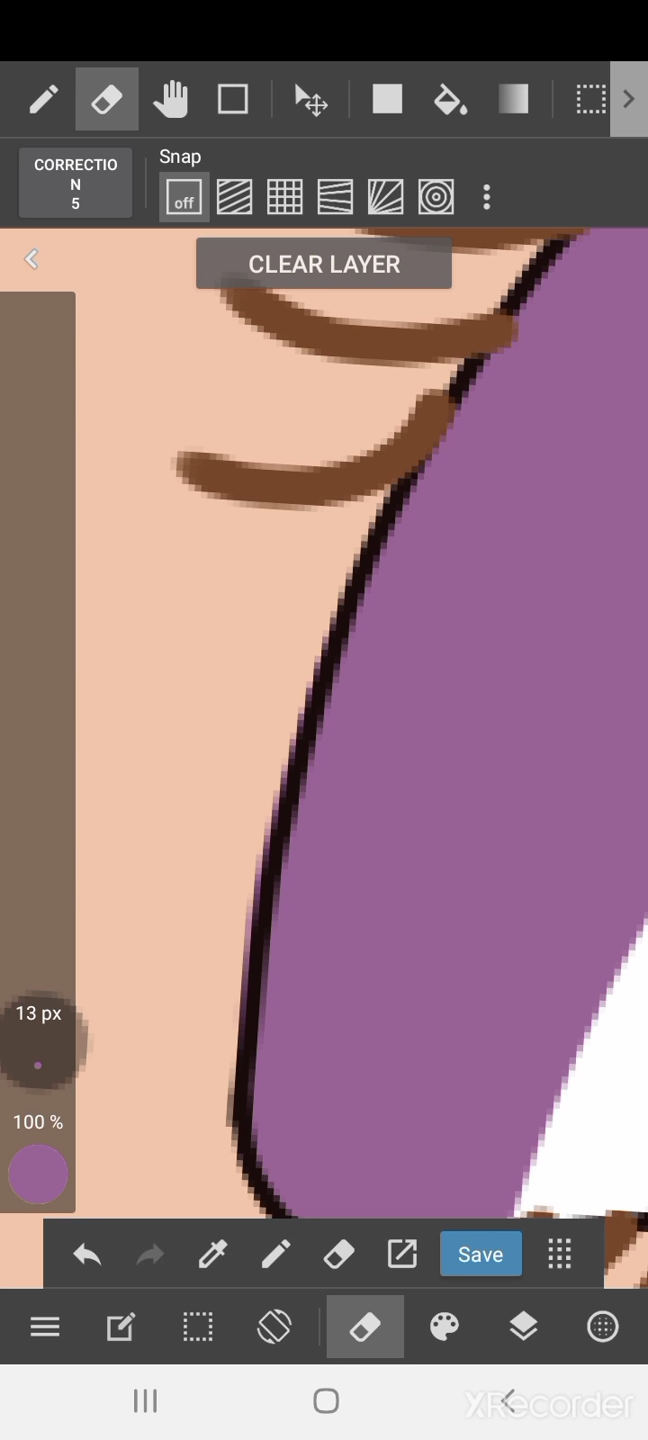 CORRECTIO
N
5
Snap
off
CLEAR LAYER
13 px
100 %
Save
XRecorder